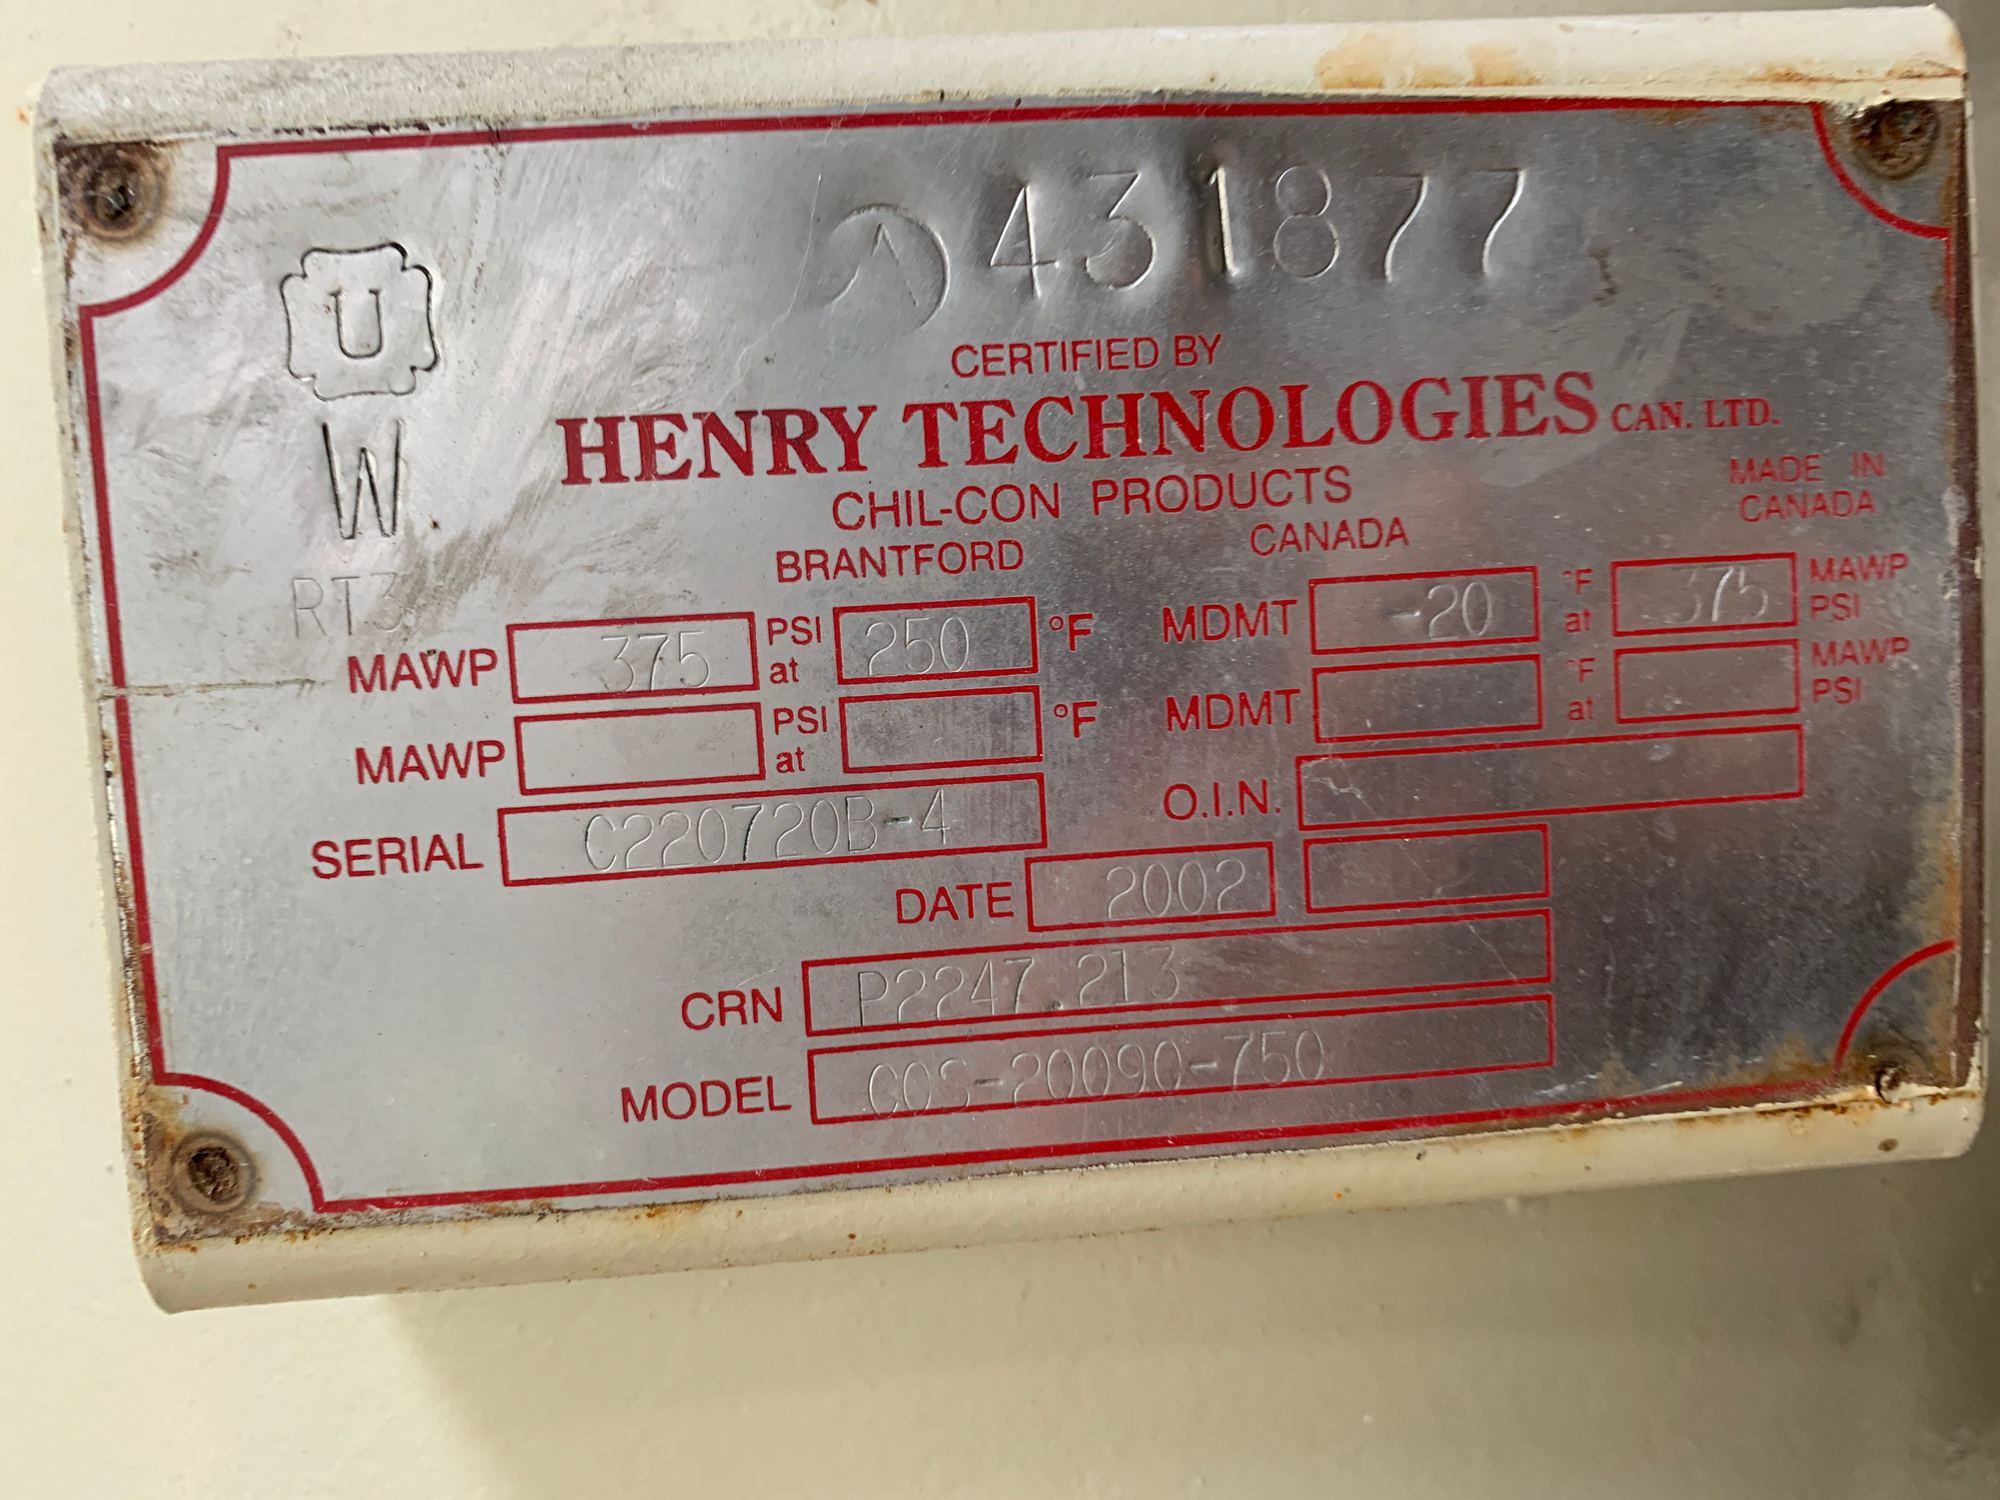 431877
U
W
RT3
CERTIFIED BY
HENRY TECHNOLOGIES CAN. LTD.
CHIL-CON PRODUCTS
BRANTFORD CANADA
MADE IN
CANADA
MAWP 375 PSI at 250 °F MDMT -20 °F at 375 MAWP PSI
MAWP PSI at °F MDMT °F at MAWP PSI
SERIAL C220720B-4 O.I.N.
DATE 2002
CRN P2247.213
MODEL COS-20090-750